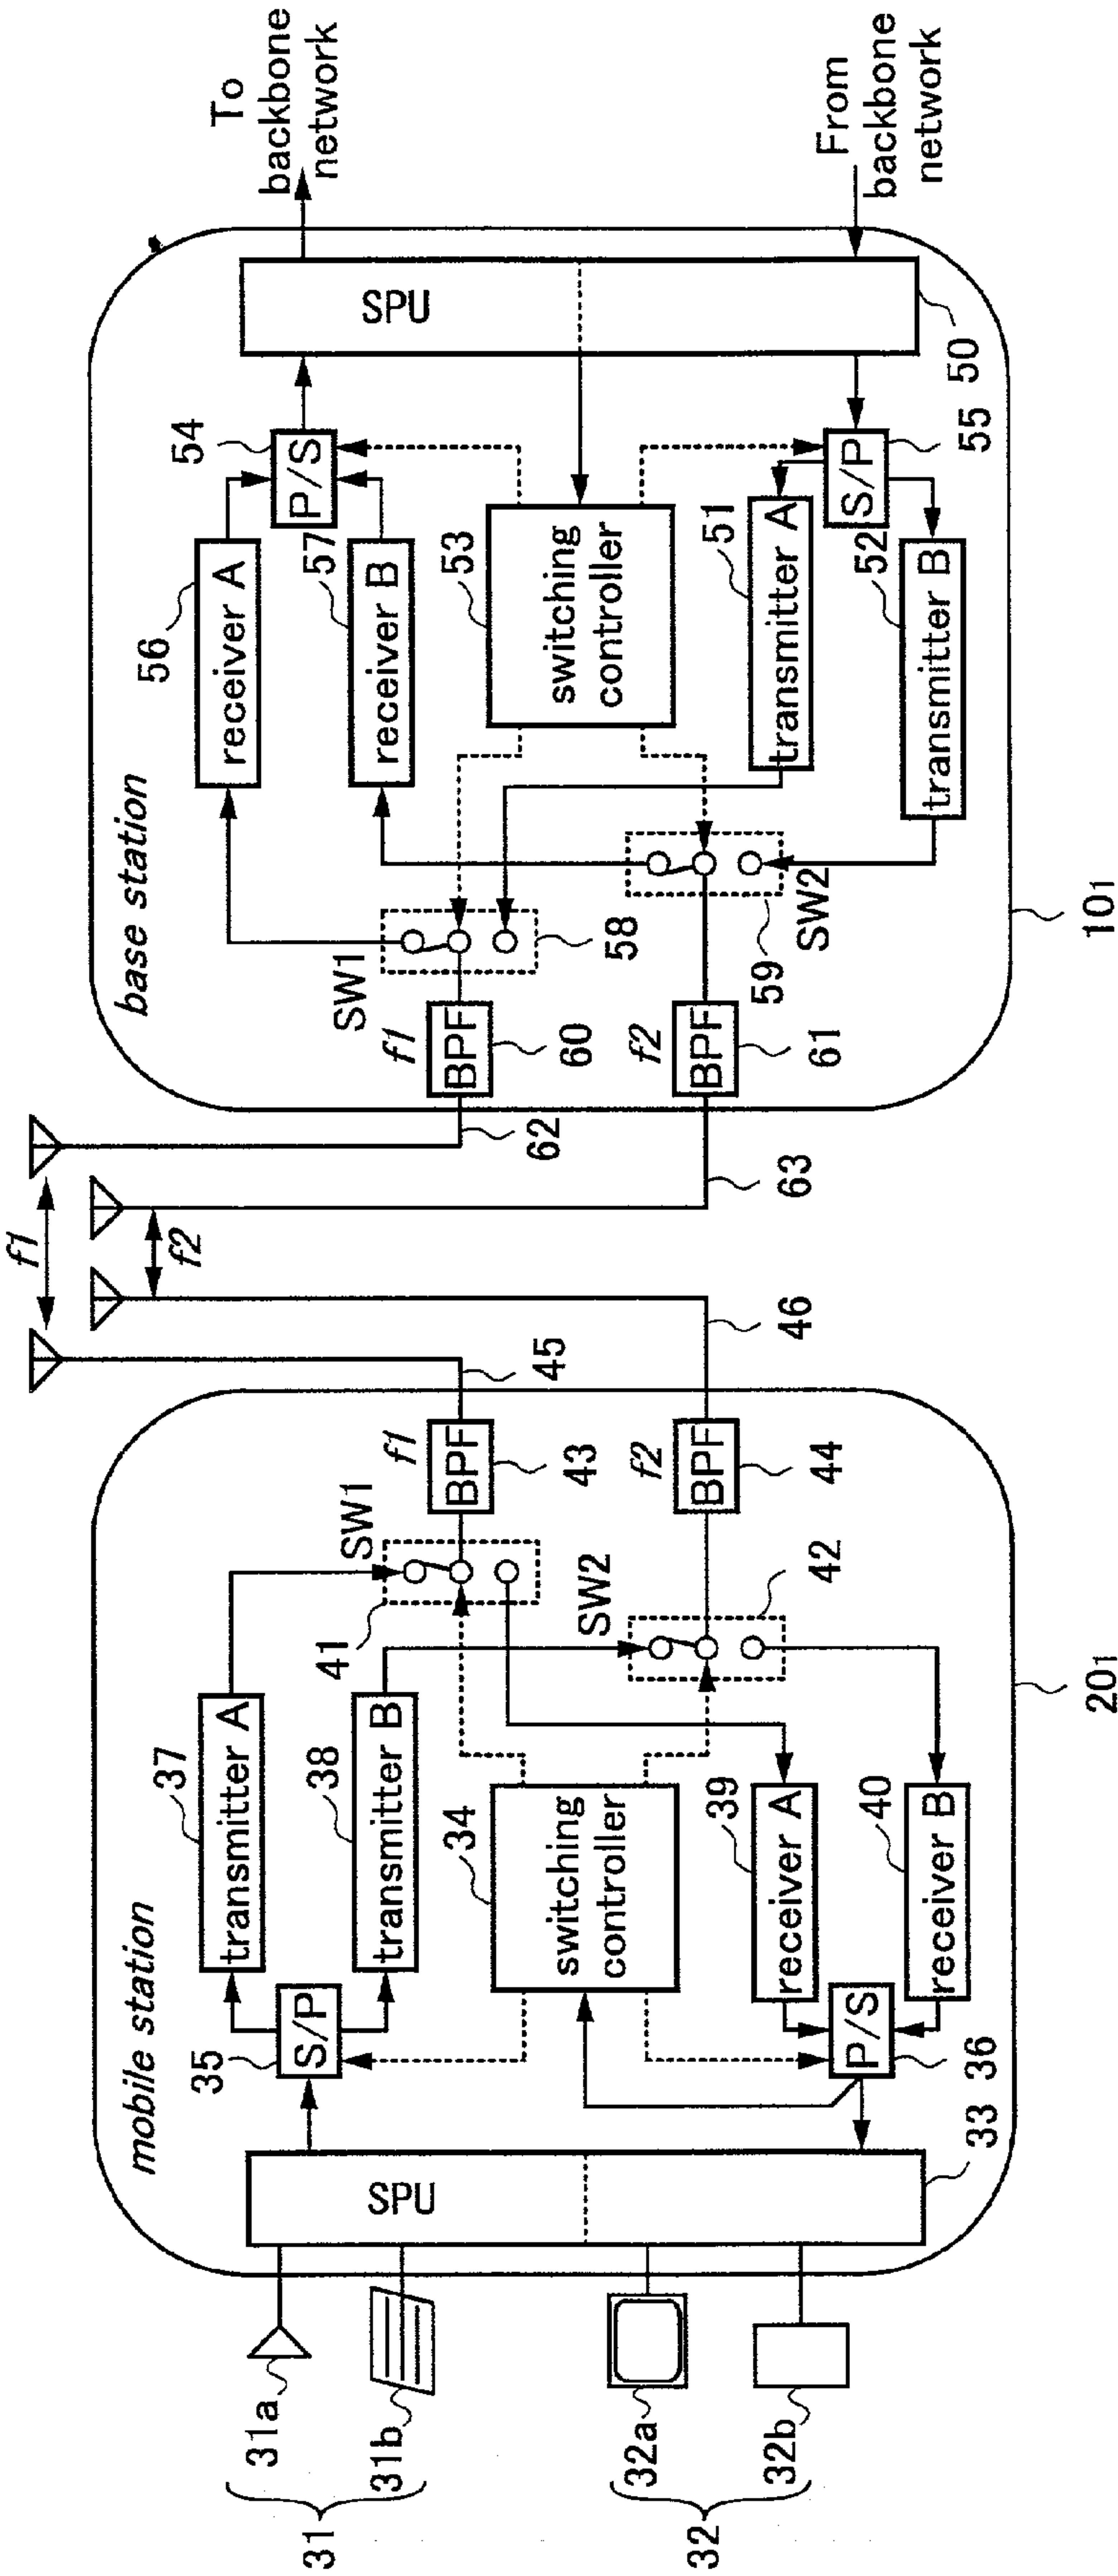 mobile station
31
31a
31b
32
32a
32b
SPU
33
35
S/P
37
transmitter A
38
transmitter B
34
switching
controller
39
receiver A
40
receiver B
P/S
36
SW1
41
SW2
42
f1
BPF
43
f2
BPF
44
45
46
201
f1
f2
base station
62
63
f1
BPF
60
f2
BPF
61
SW1
58
59
SW2
56
receiver A
57
receiver B
53
switching
controller
51
transmitter A
52
transmitter B
54
P/S
S/P
55
SPU
50
101
To
backbone
network
From
backbone
network